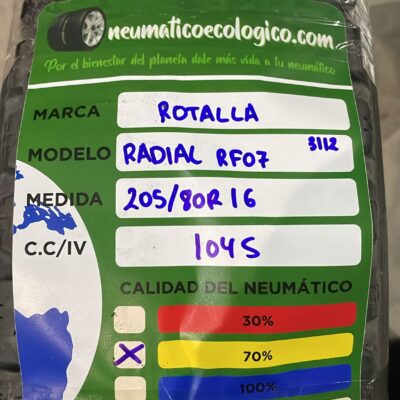 neumaticoecologico.com
Por el bienestar del planeta dale más vida a tu neumático
MARCA ROTALLA
MODELO RADIAL RF07 3112
MEDIDA 205/80R16
C.C/IV 104S
CALIDAD DEL NEUMÁTICO
30%
X 70%
100%